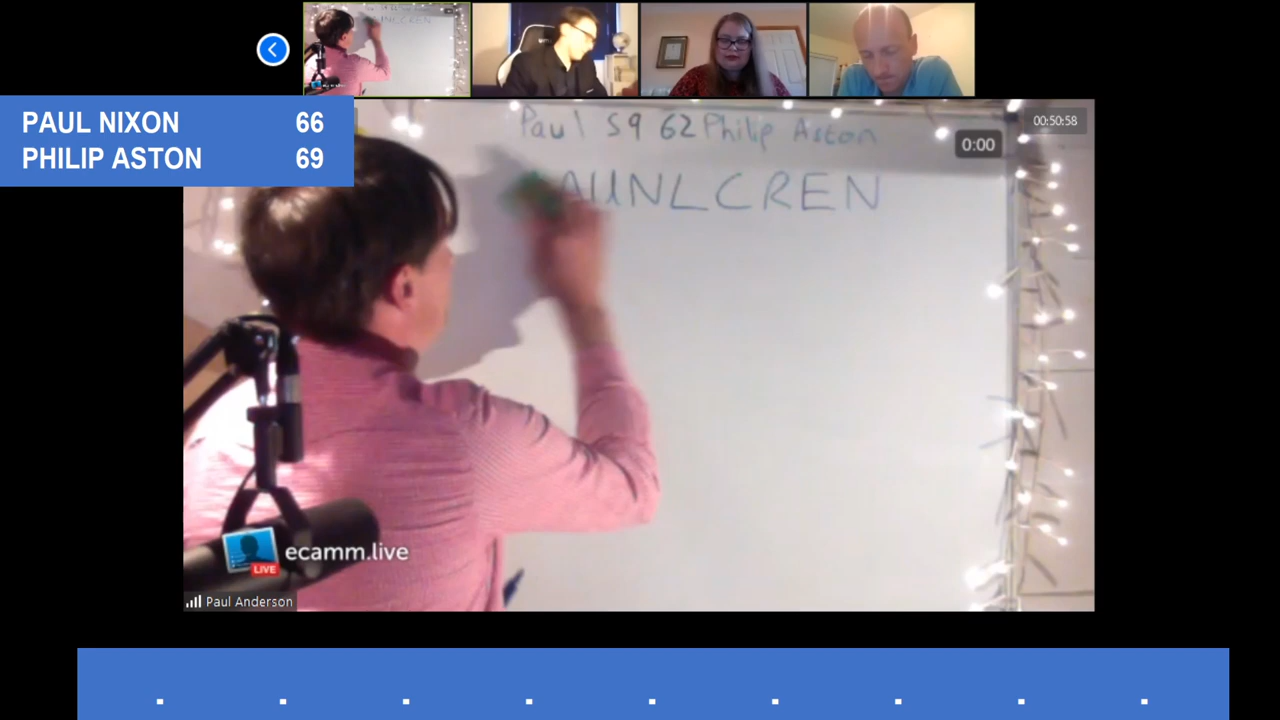 PAUL NIXON 66
PHILIP ASTON 69
Paul 59 62 Philip Aston
00:50:58
0:00
AUNLCREN
ecamm.live
LIVE
Paul Anderson